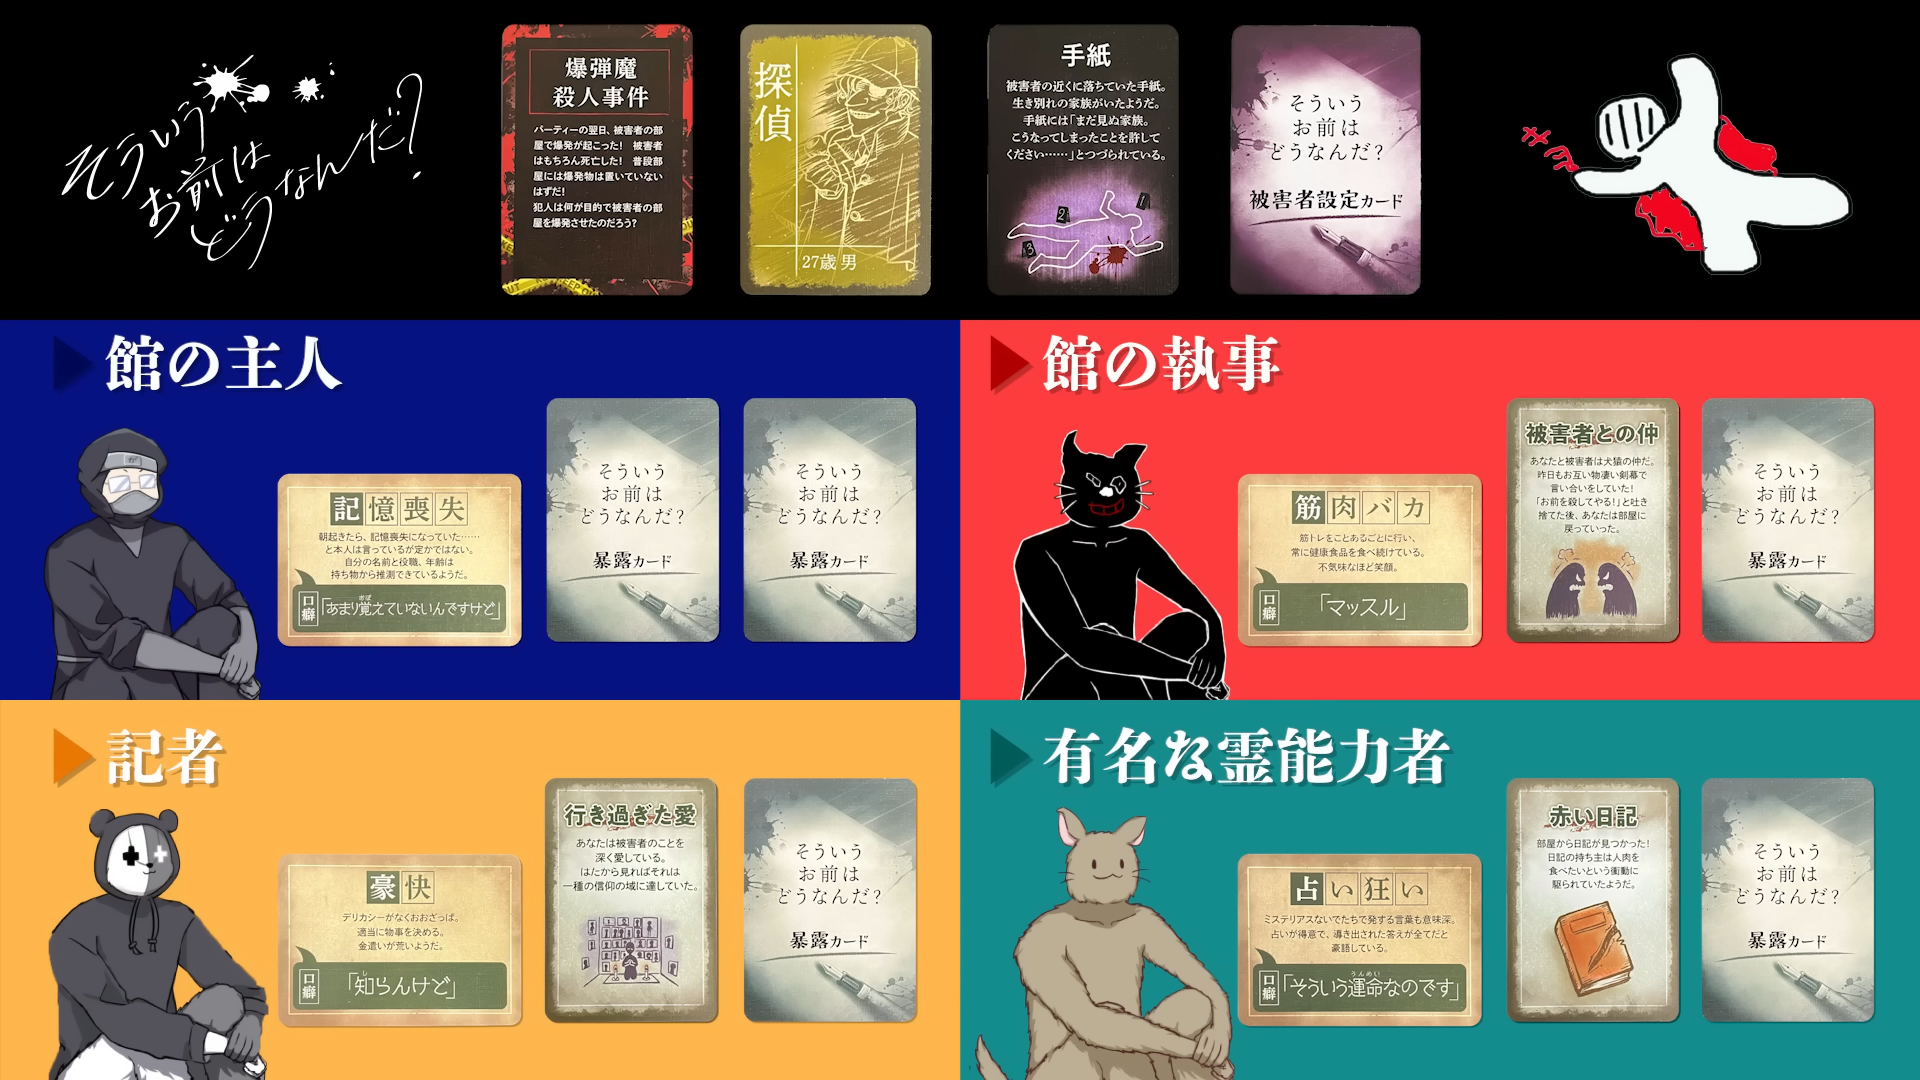 そういう
お前は
どうなんだ?
爆弾魔
殺人事件
パーティーの翌日、被害者の部
屋で爆発が起こった! 被害者
はもちろん死亡した! 普段部
屋には爆発物は置いていない
はずだ!
犯人は何が目的で被害者の部
屋を爆発させたのだろう?
探偵
27歳 男
手紙
被害者の近くに落ちていた手紙。
生き別れの家族がいたようだ。
手紙には「まだ見ぬ家族。
こうなってしまったことを許して
ください……」とつづられている。
1
2
3
そういう
お前は
どうなんだ?
被害者設定カード
館の主人
記憶喪失
朝起きたら、記憶喪失になっていた……
と本人は言っているが定かではない。
自分の名前と役職、年齢は
持ち物から推測できているようだ。
口癖
「あまり覚えていないんですけど」
おぼ
そういう
お前は
どうなんだ?
暴露カード
そういう
お前は
どうなんだ?
暴露カード
館の執事
筋肉バカ
筋トレをことあるごとに行い、
常に健康食品を食べ続けている。
不気味なほど笑顔。
口癖
「マッスル」
被害者との仲
あなたと被害者は犬猿の仲だ。
昨日もお互い物凄い剣幕で
言い合いをしていた!
「お前を殺してやる!」と吐き
捨てた後、あなたは部屋に
戻っていった。
そういう
お前は
どうなんだ?
暴露カード
記者
豪快
デリカシーがなくおおざっぱ。
適当に物事を決める。
金遣いが荒いようだ。
口癖
「知らんけど」
し
行き過ぎた愛
あなたは被害者のことを
深く愛している。
はたから見ればそれは
一種の信仰の域に達していた。
そういう
お前は
どうなんだ?
暴露カード
有名な霊能力者
占い狂い
ミステリアスないでたちで発する言葉も意味深。
占いが得意で、導き出された答えが全てだと
豪語している。
口癖
「そういう運命なのです」
うんめい
赤い日記
部屋から日記が見つかった!
日記の持ち主は人肉を
食べたいという衝動に
駆られていたようだ。
そういう
お前は
どうなんだ?
暴露カード